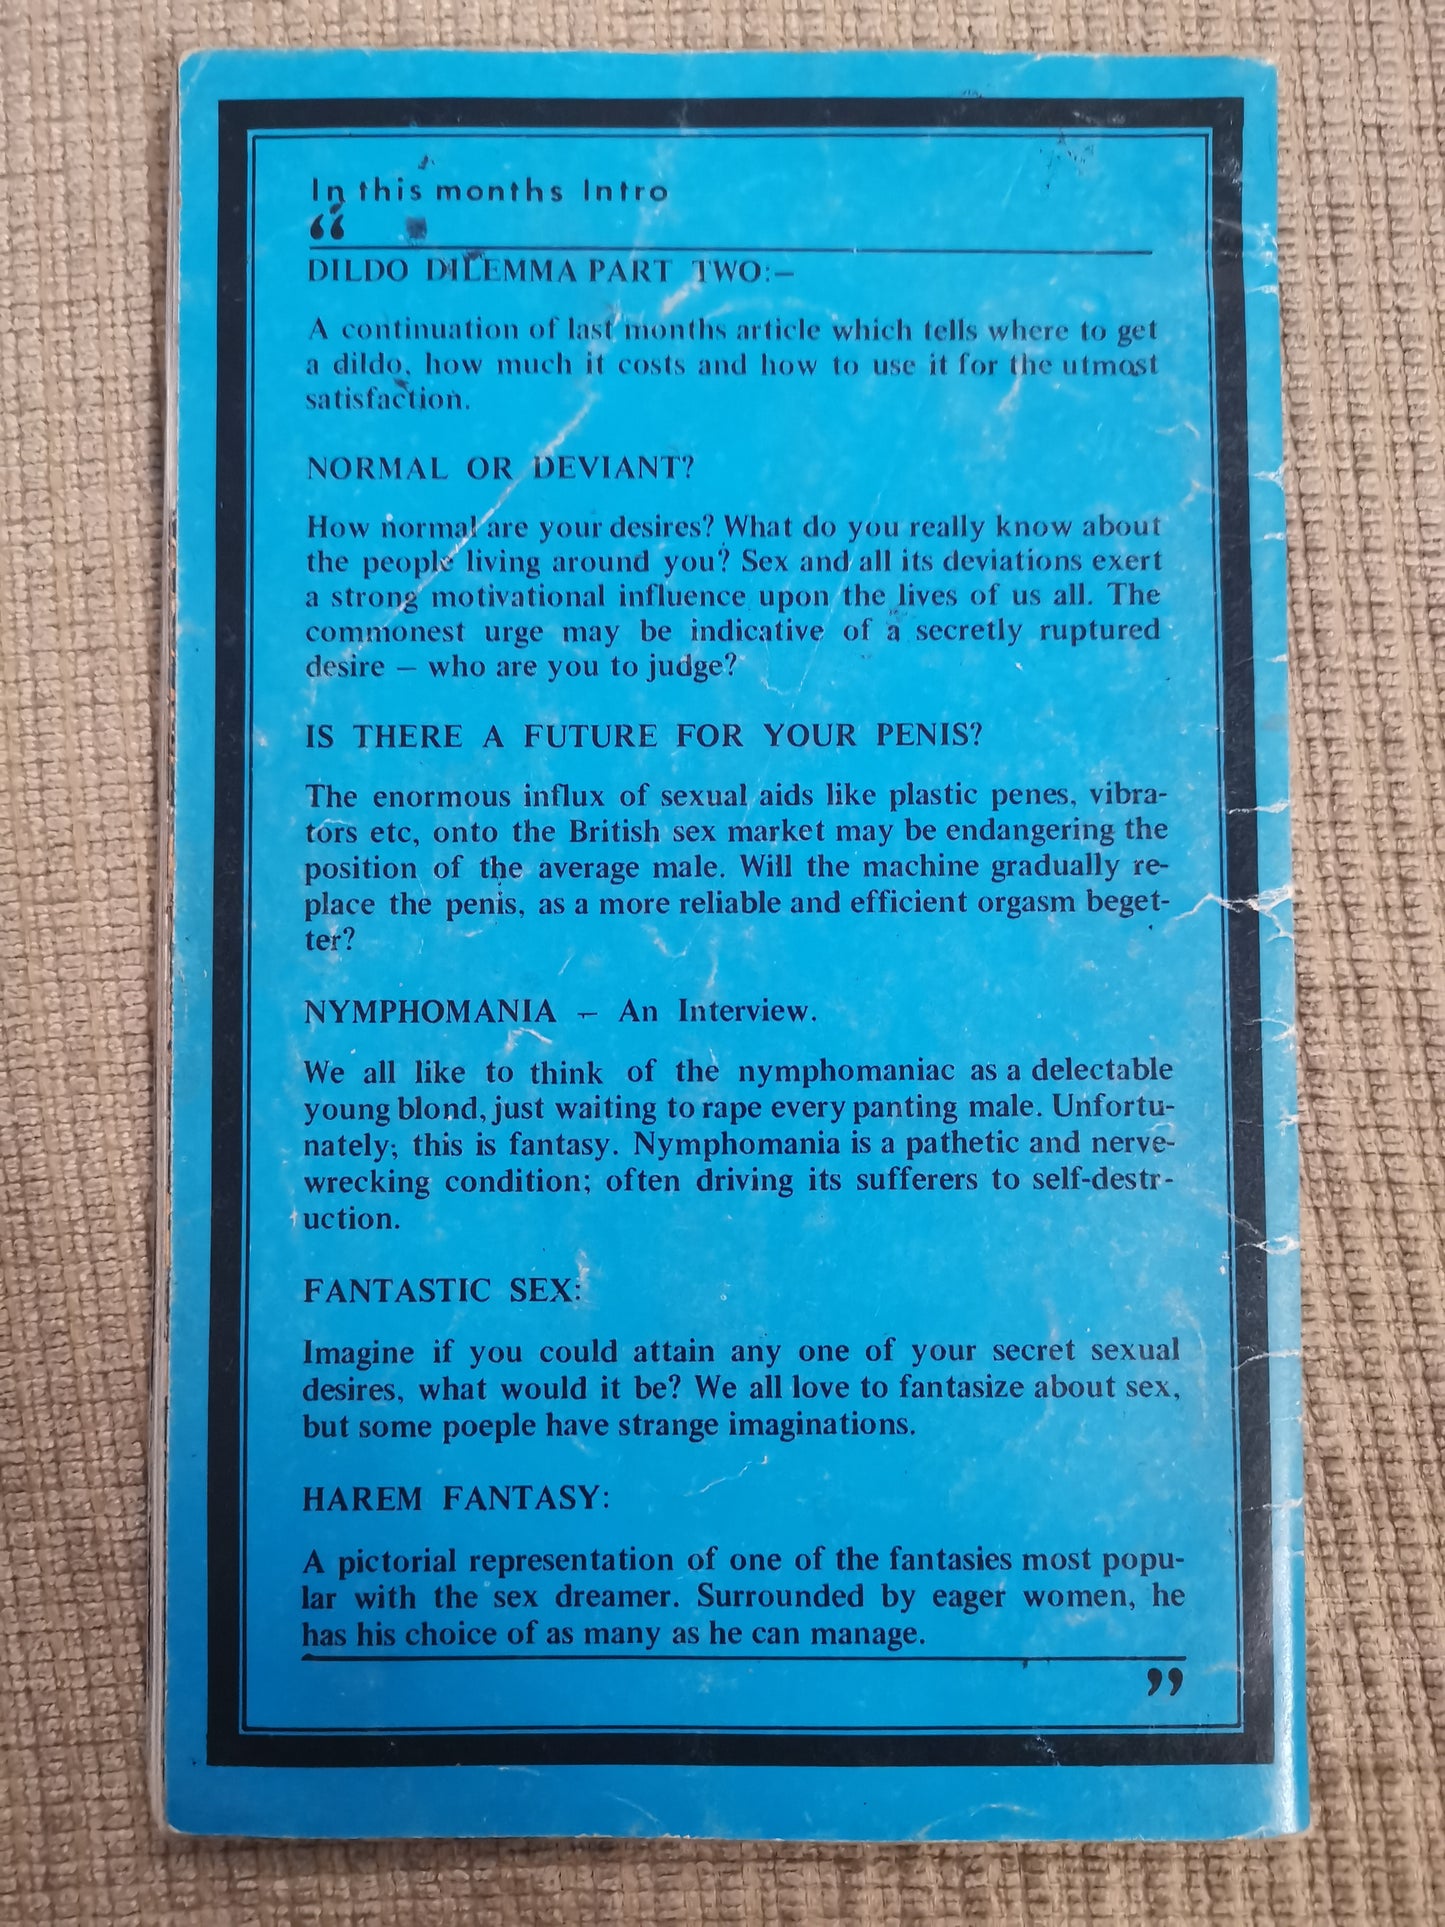 In this months Intro
“
DILDO DILEMMA PART TWO:—
A continuation of last months article which tells where to get
a dildo, how much it costs and how to use it for the utmost
satisfaction.
NORMAL OR DEVIANT?
How normal are your desires? What do you really know about
the people living around you? Sex and all its deviations exert
a strong motivational influence upon the lives of us all. The
commonest urge may be indicative of a secretly ruptured
desire — who are you to judge?
IS THERE A FUTURE FOR YOUR PENIS?
The enormous influx of sexual aids like plastic penes, vibra-
tors etc, onto the British sex market may be endangering the
position of the average male. Will the machine gradually re-
place the penis, as a more reliable and efficient orgasm beget-
ter?
NYMPHOMANIA — An Interview.
We all like to think of the nymphomaniac as a delectable
young blond, just waiting to rape every panting male. Unfortu-
nately; this is fantasy. Nymphomania is a pathetic and nerve-
wrecking condition; often driving its sufferers to self-destr-
uction.
FANTASTIC SEX:
Imagine if you could attain any one of your secret sexual
desires, what would it be? We all love to fantasize about sex,
but some poeple have strange imaginations.
HAREM FANTASY:
A pictorial representation of one of the fantasies most popu-
lar with the sex dreamer. Surrounded by eager women, he
has his choice of as many as he can manage.
”